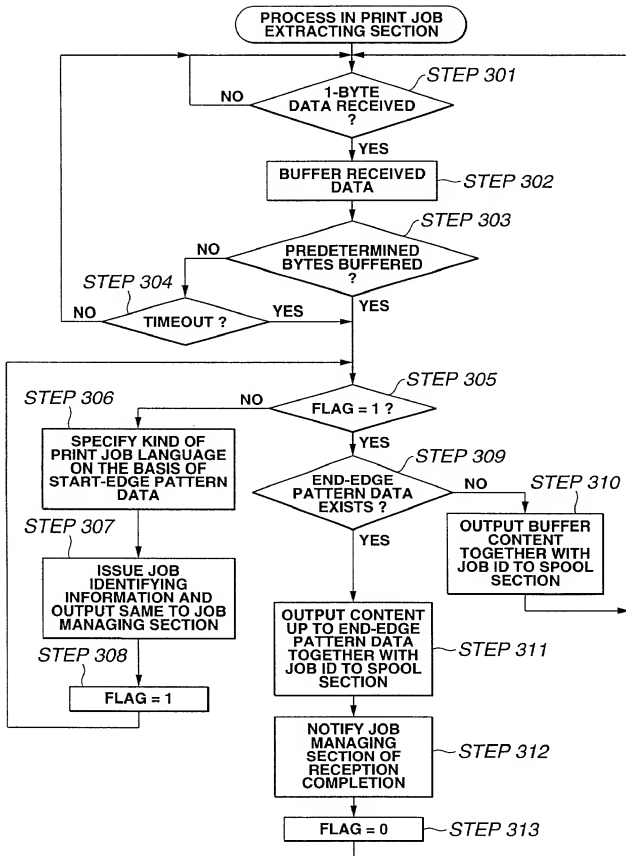 PROCESS IN PRINT JOB
EXTRACTING SECTION
STEP 301
1-BYTE
DATA RECEIVED
?
NO
YES
BUFFER RECEIVED
DATA
STEP 302
STEP 303
PREDETERMINED
BYTES BUFFERED
?
NO
YES
STEP 304
TIMEOUT ?
NO
YES
STEP 305
FLAG = 1 ?
NO
YES
STEP 306
SPECIFY KIND OF
PRINT JOB LANGUAGE
ON THE BASIS OF
START-EDGE PATTERN
DATA
STEP 307
ISSUE JOB
IDENTIFYING
INFORMATION AND
OUTPUT SAME TO JOB
MANAGING SECTION
STEP 308
FLAG = 1
STEP 309
END-EDGE
PATTERN DATA
EXISTS ?
NO
YES
STEP 310
OUTPUT BUFFER
CONTENT
TOGETHER WITH
JOB ID TO SPOOL
SECTION
OUTPUT CONTENT
UP TO END-EDGE
PATTERN DATA
TOGETHER WITH
JOB ID TO SPOOL
SECTION
STEP 311
NOTIFY JOB
MANAGING
SECTION OF
RECEPTION
COMPLETION
STEP 312
FLAG = 0
STEP 313